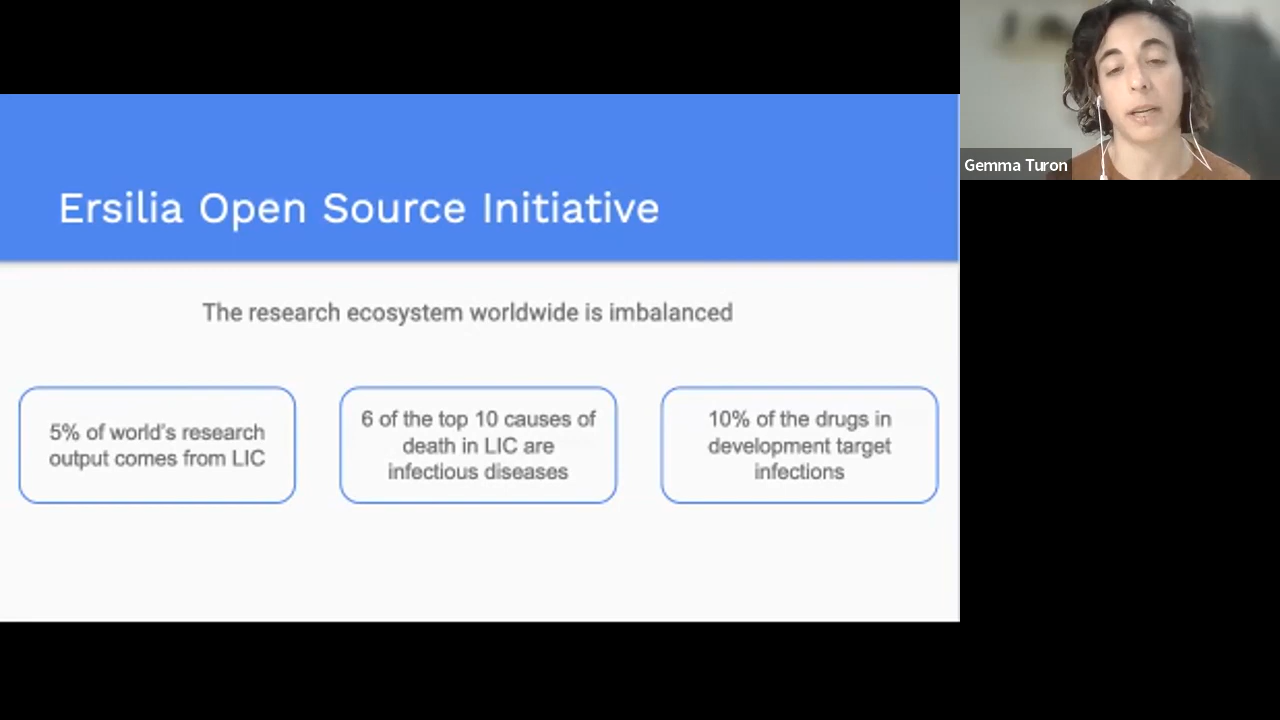 Ersilia Open Source Initiative
The research ecosystem worldwide is imbalanced
5% of world's research
output comes from LIC
6 of the top 10 causes of
death in LIC are
infectious diseases
10% of the drugs in
development target
infections
Gemma Turon